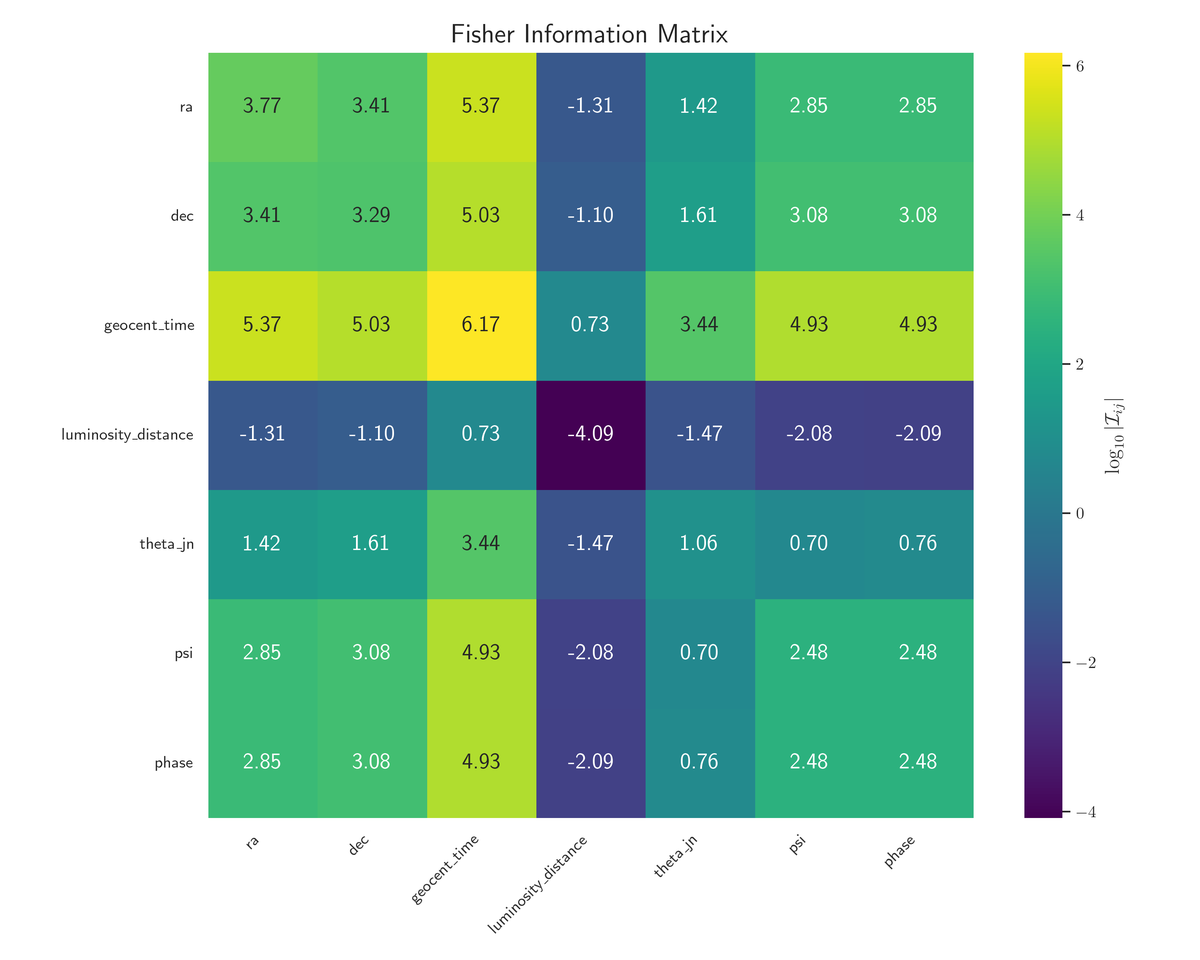 Fisher Information Matrix
ra 3.77 3.41 5.37 -1.31 1.42 2.85 2.85
dec 3.41 3.29 5.03 -1.10 1.61 3.08 3.08
geocent_time 5.37 5.03 6.17 0.73 3.44 4.93 4.93
luminosity_distance -1.31 -1.10 0.73 -4.09 -1.47 -2.08 -2.09
theta_jn 1.42 1.61 3.44 -1.47 1.06 0.70 0.76
psi 2.85 3.08 4.93 -2.08 0.70 2.48 2.48
phase 2.85 3.08 4.93 -2.09 0.76 2.48 2.48
ra dec geocent_time luminosity_distance theta_jn psi phase
6
4
2
0
−2
−4
log₁₀ |ℐᵢⱼ|